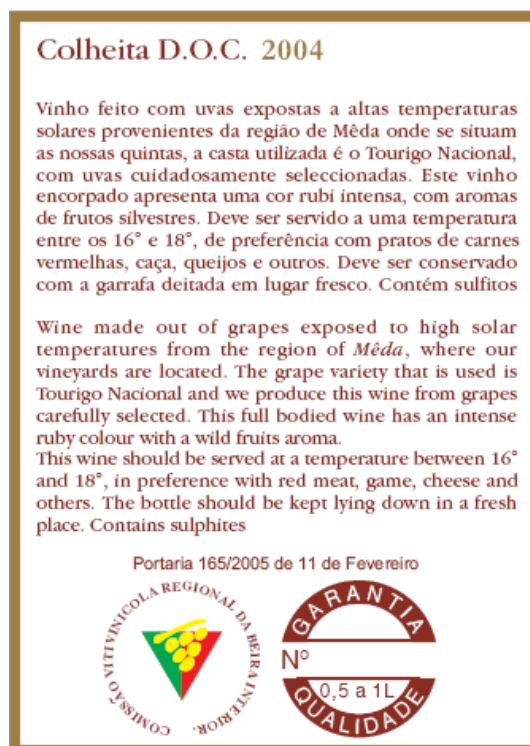 Colheita D.O.C. 2004
Vinho feito com uvas expostas a altas temperaturas
solares provenientes da região de Mêda onde se situam
as nossas quintas, a casta utilizada é o Tourigo Nacional,
com uvas cuidadosamente seleccionadas. Este vinho
encorpado apresenta uma cor rubi intensa, com aromas
de frutos silvestres. Deve ser servido a uma temperatura
entre os 16° e 18°, de preferência com pratos de carnes
vermelhas, caça, queijos e outros. Deve ser conservado
com a garrafa deitada em lugar fresco. Contém sulfitos
Wine made out of grapes exposed to high solar
temperatures from the region of Mêda, where our
vineyards are located. The grape variety that is used is
Tourigo Nacional and we produce this wine from grapes
carefully selected. This full bodied wine has an intense
ruby colour with a wild fruits aroma.
This wine should be served at a temperature between 16°
and 18°, in preference with red meat, game, cheese and
others. The bottle should be kept lying down in a fresh
place. Contains sulphites
Portaria 165/2005 de 11 de Fevereiro
COMISSÃO VITIVINÍCOLA REGIONAL DA BEIRA INTERIOR.
GARANTIA
Nº
0,5 a 1L
QUALIDADE